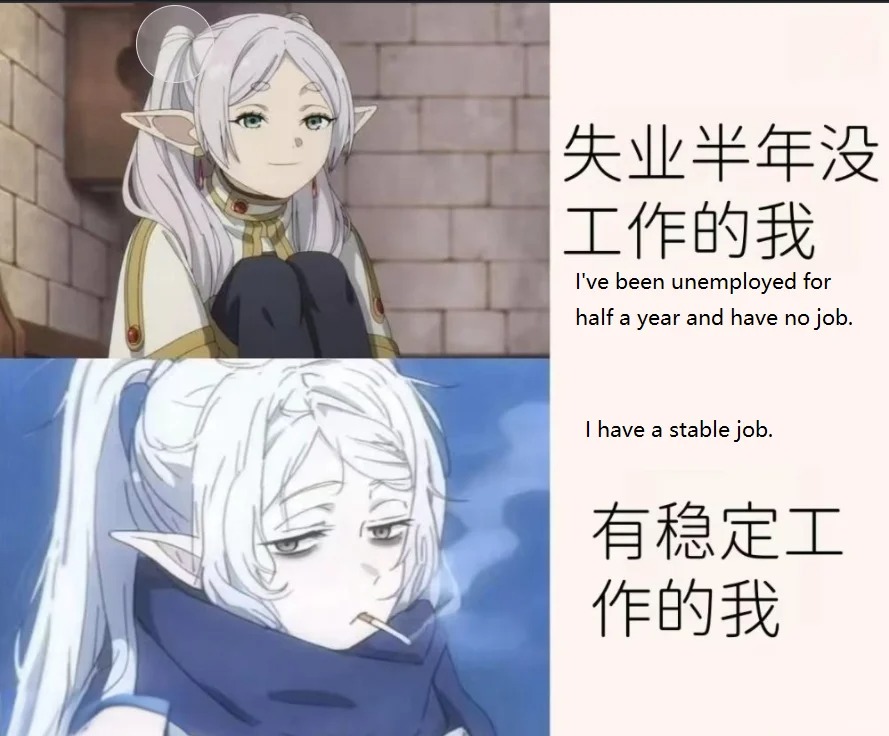 失业半年没
工作的我
I've been unemployed for
half a year and have no job.
I have a stable job.
有稳定工
作的我